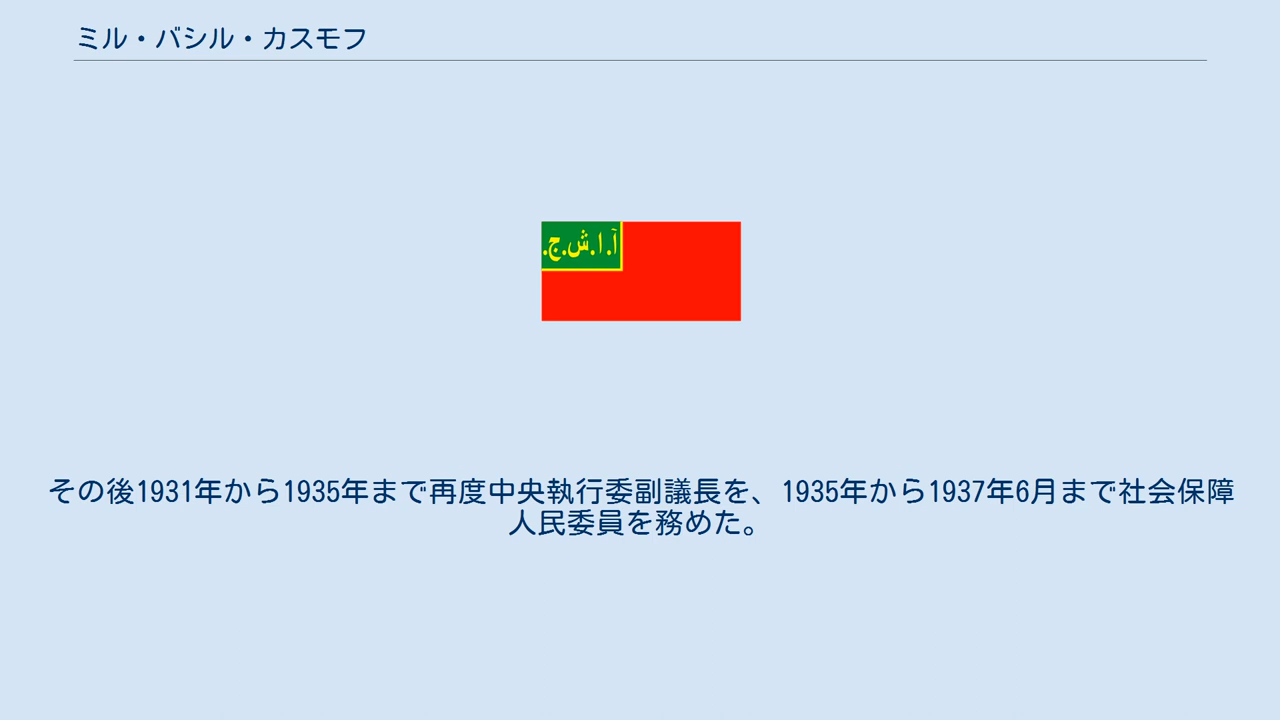 ミル・バシル・カスモフ
آ.ا.ش.ج.
その後1931年から1935年まで再度中央執行委副議長を、1935年から1937年6月まで社会保障
人民委員を務めた。